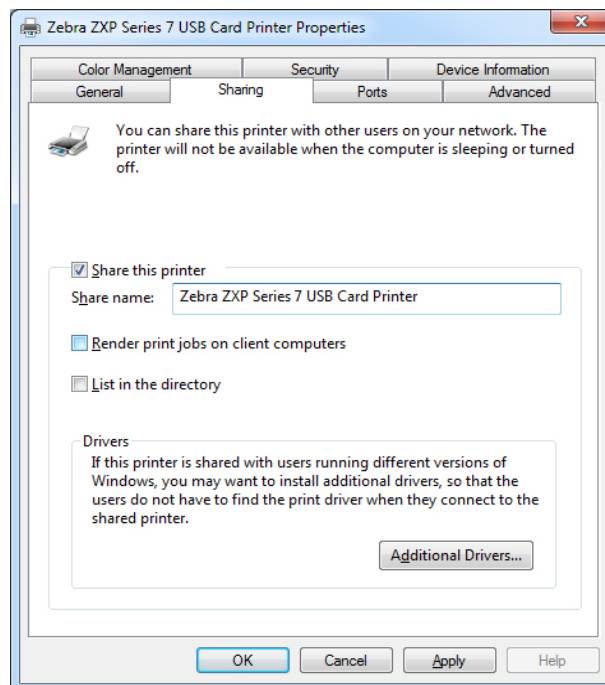 Zebra ZXP Series 7 USB Card Printer Properties
Color Management
Security
Device Information
General
Sharing
Ports
Advanced
You can share this printer with other users on your network. The
printer will not be available when the computer is sleeping or turned
off.
Share this printer
Share name:
Zebra ZXP Series 7 USB Card Printer
Render print jobs on client computers
List in the directory
Drivers
If this printer is shared with users running different versions of
Windows, you may want to install additional drivers, so that the
users do not have to find the print driver when they connect to the
shared printer.
Additional Drivers...
OK
Cancel
Apply
Help